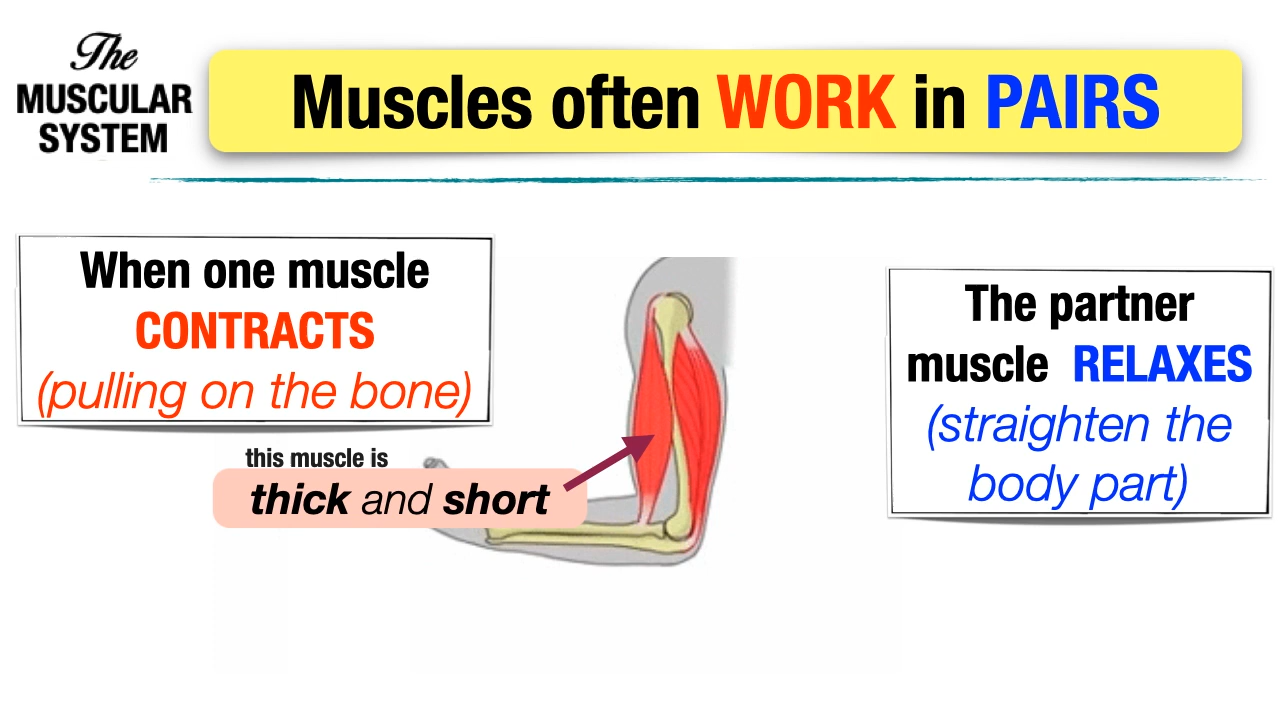 The
MUSCULAR
SYSTEM
Muscles often WORK in PAIRS
When one muscle
CONTRACTS
(pulling on the bone)
this muscle is
thick and short
The partner
muscle RELAXES
(straighten the
body part)